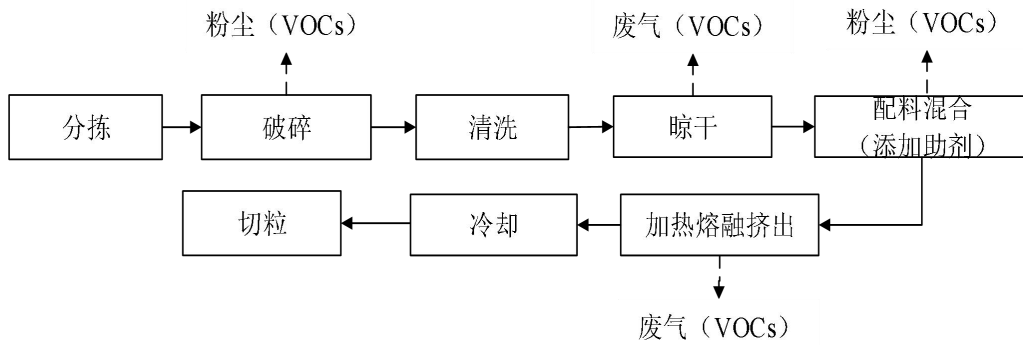 粉尘（VOCs）
废气（VOCs）
粉尘（VOCs）
分拣
破碎
清洗
晾干
配料混合
（添加助剂）
切粒
冷却
加热熔融挤出
废气（VOCs）